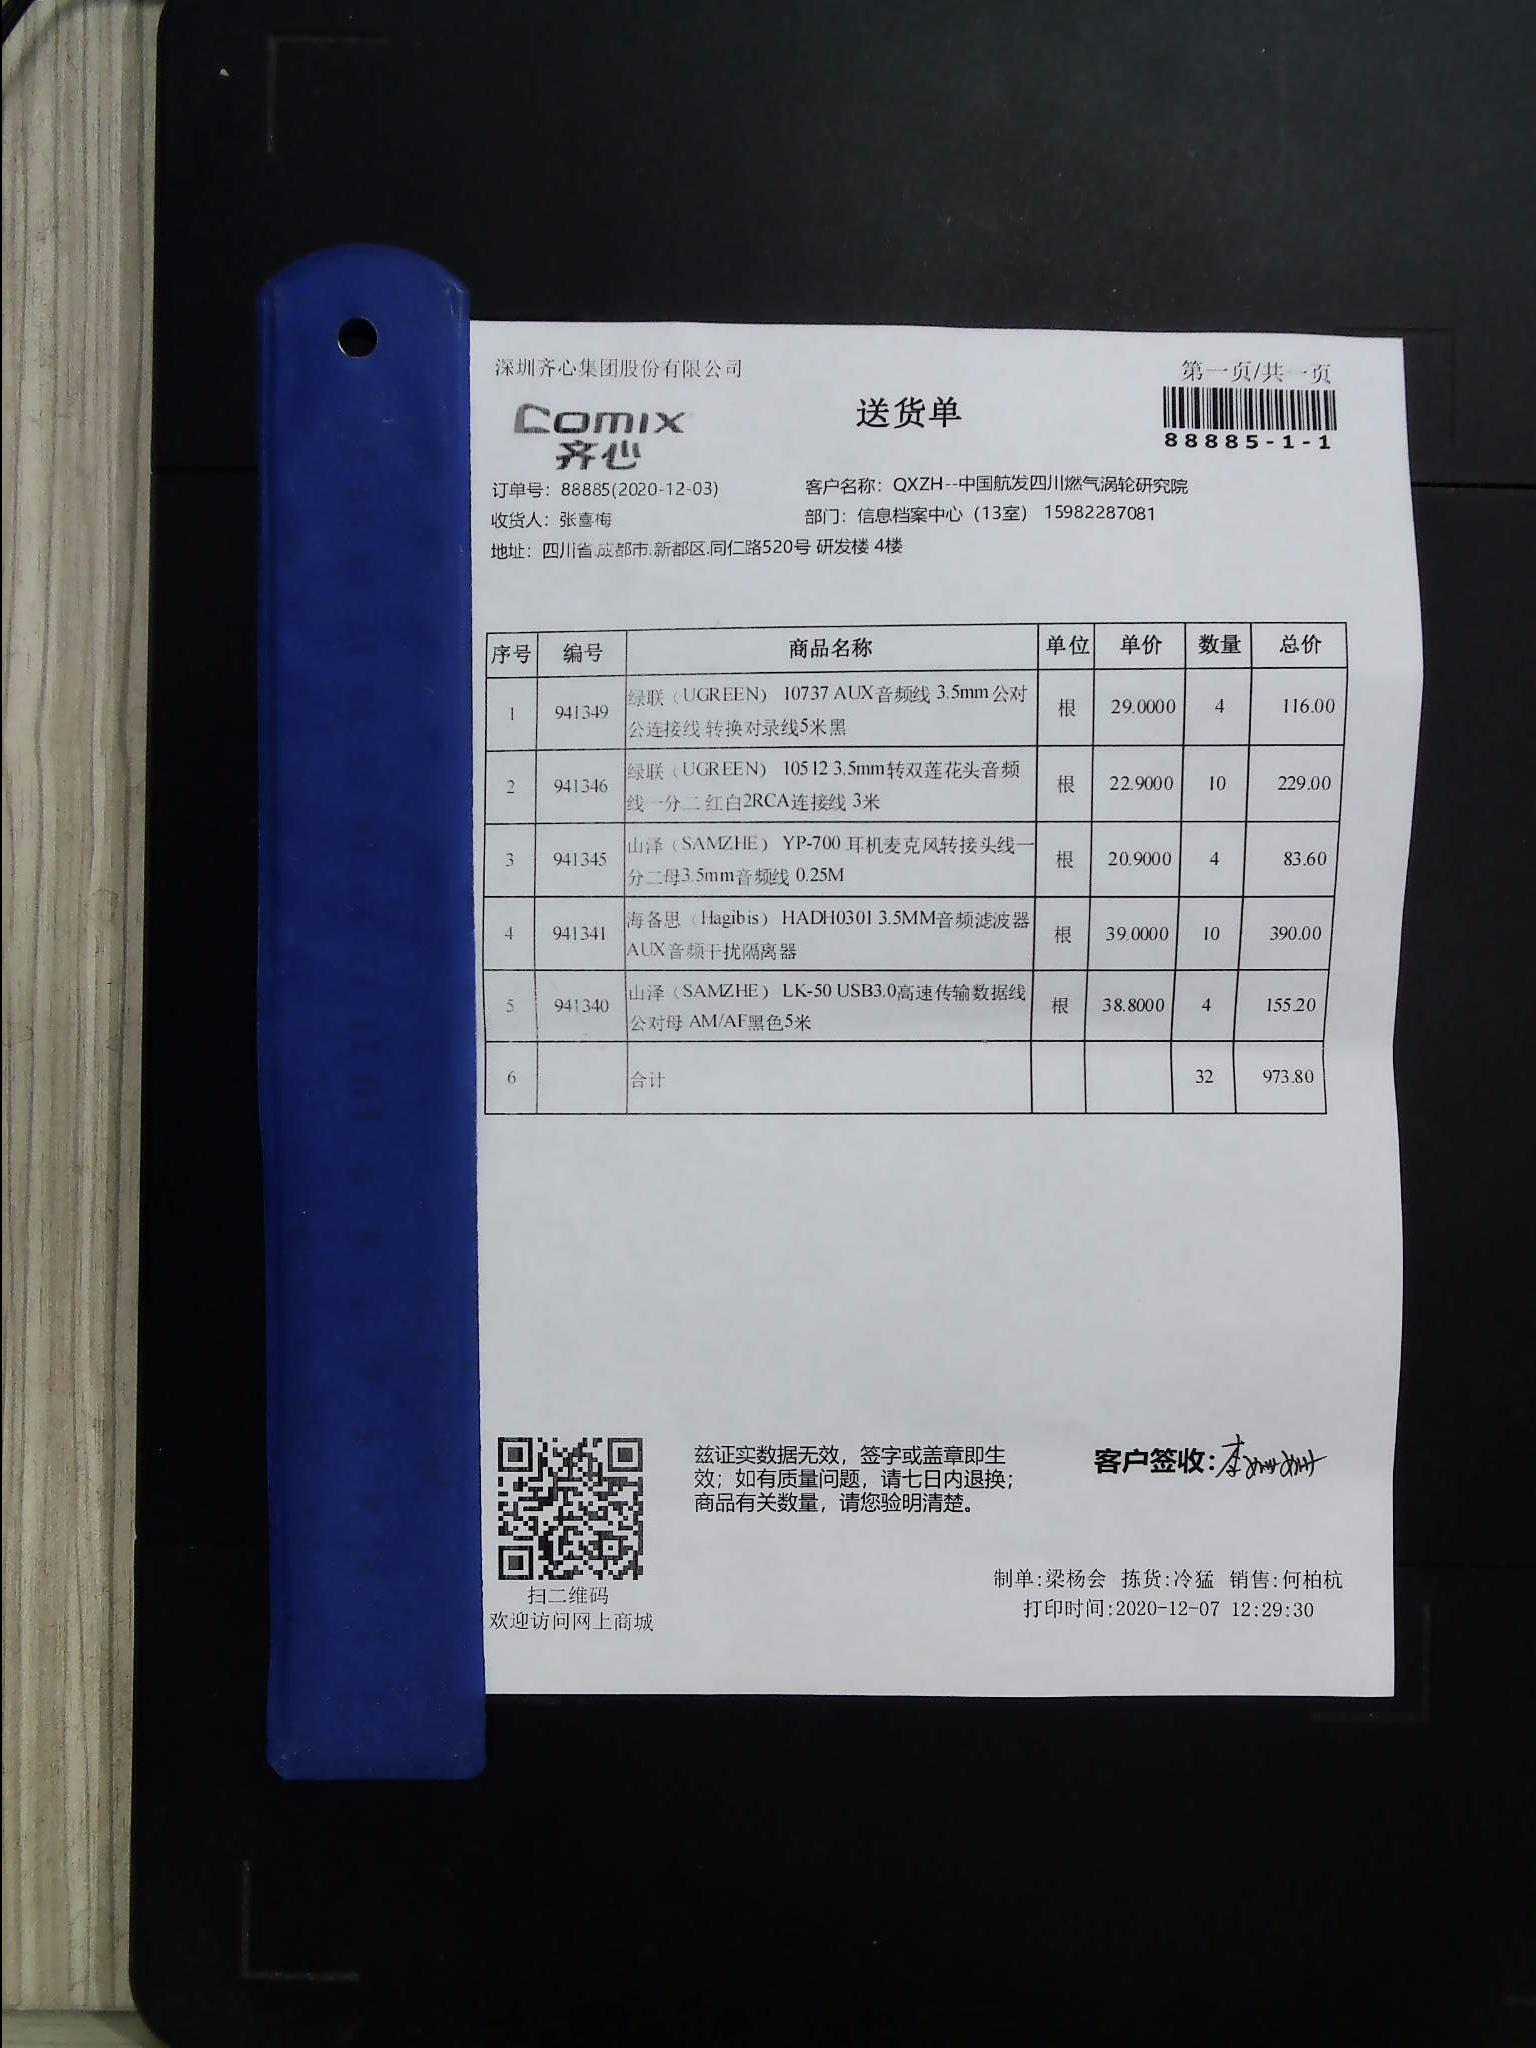 深圳齐心集团股份有限公司
第一页/共一页
comix
齐心
送货单
88885-1-1
订单号：88885(2020-12-03)
客户名称：QXZH--中国航发四川燃气涡轮研究院
收货人：张喜梅
部门：信息档案中心（13室） 15982287081
地址：四川省.成都市.新都区.同仁路520号 研发楼 4楼
序号 编号 商品名称 单位 单价 数量 总价
1 941349 绿联（UGREEN） 10737 AUX音频线 3.5mm公对 根 29.0000 4 116.00
公连接线 转换对录线5米黑
2 941346 绿联（UGREEN） 10512 3.5mm转双莲花头音频 根 22.9000 10 229.00
线一分二 红白2RCA连接线 3米
3 941345 山泽（SAMZHE） YP-700 耳机麦克风转接头线一 根 20.9000 4 83.60
分二母3.5mm音频线 0.25M
4 941341 海备思（Hagibis） HADH0301 3.5MM音频滤波器 根 39.0000 10 390.00
AUX音频干扰隔离器
5 941340 山泽（SAMZHE） LK-50 USB3.0高速传输数据线 根 38.8000 4 155.20
公对母 AM/AF黑色5米
6 合计 32 973.80
兹证实数据无效，签字或盖章即生
效；如有质量问题，请七日内退换；
商品有关数量，请您验明清楚。
客户签收：李姗姗
扫二维码
欢迎访问网上商城
制单:梁杨会 拣货:冷猛 销售:何柏杭
打印时间:2020-12-07 12:29:30